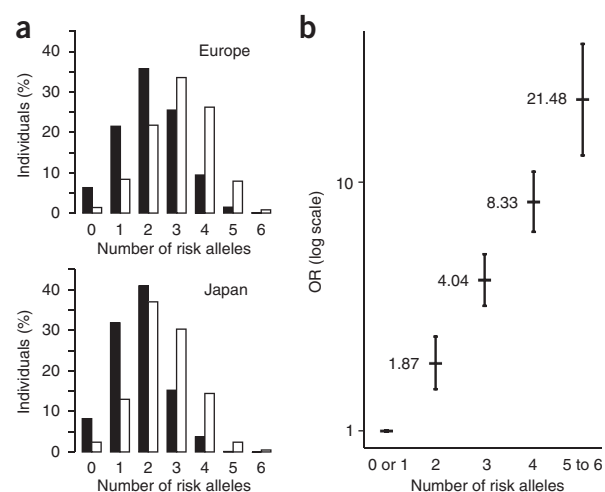 a
Europe
Individuals (%)
40
30
20
10
0
0 1 2 3 4 5 6
Number of risk alleles
Japan
Individuals (%)
40
30
20
10
0
0 1 2 3 4 5 6
Number of risk alleles
b
OR (log scale)
10
1
21.48
8.33
4.04
1.87
0 or 1 2 3 4 5 to 6
Number of risk alleles